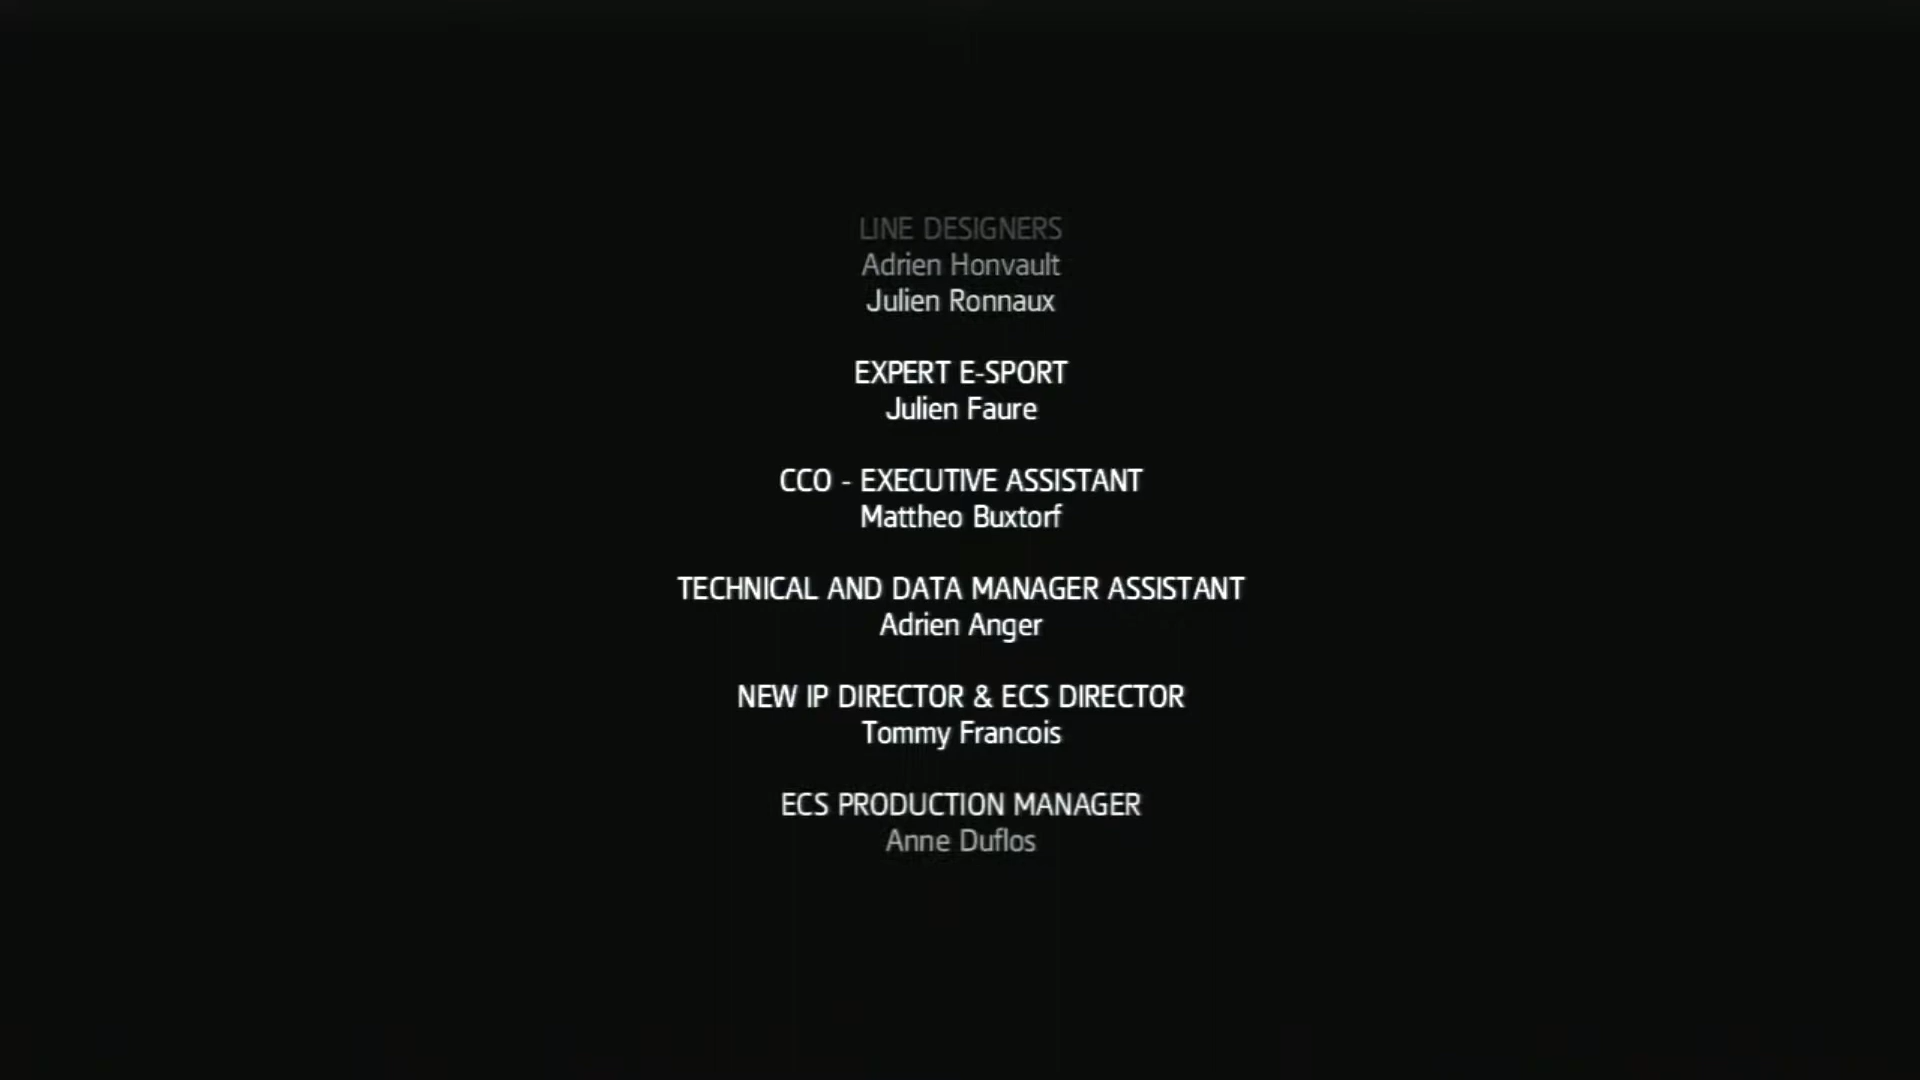 LINE DESIGNERS
Adrien Honvault
Julien Ronnaux
EXPERT E-SPORT
Julien Faure
CCO - EXECUTIVE ASSISTANT
Mattheo Buxtorf
TECHNICAL AND DATA MANAGER ASSISTANT
Adrien Anger
NEW IP DIRECTOR & ECS DIRECTOR
Tommy Francois
ECS PRODUCTION MANAGER
Anne Duflos